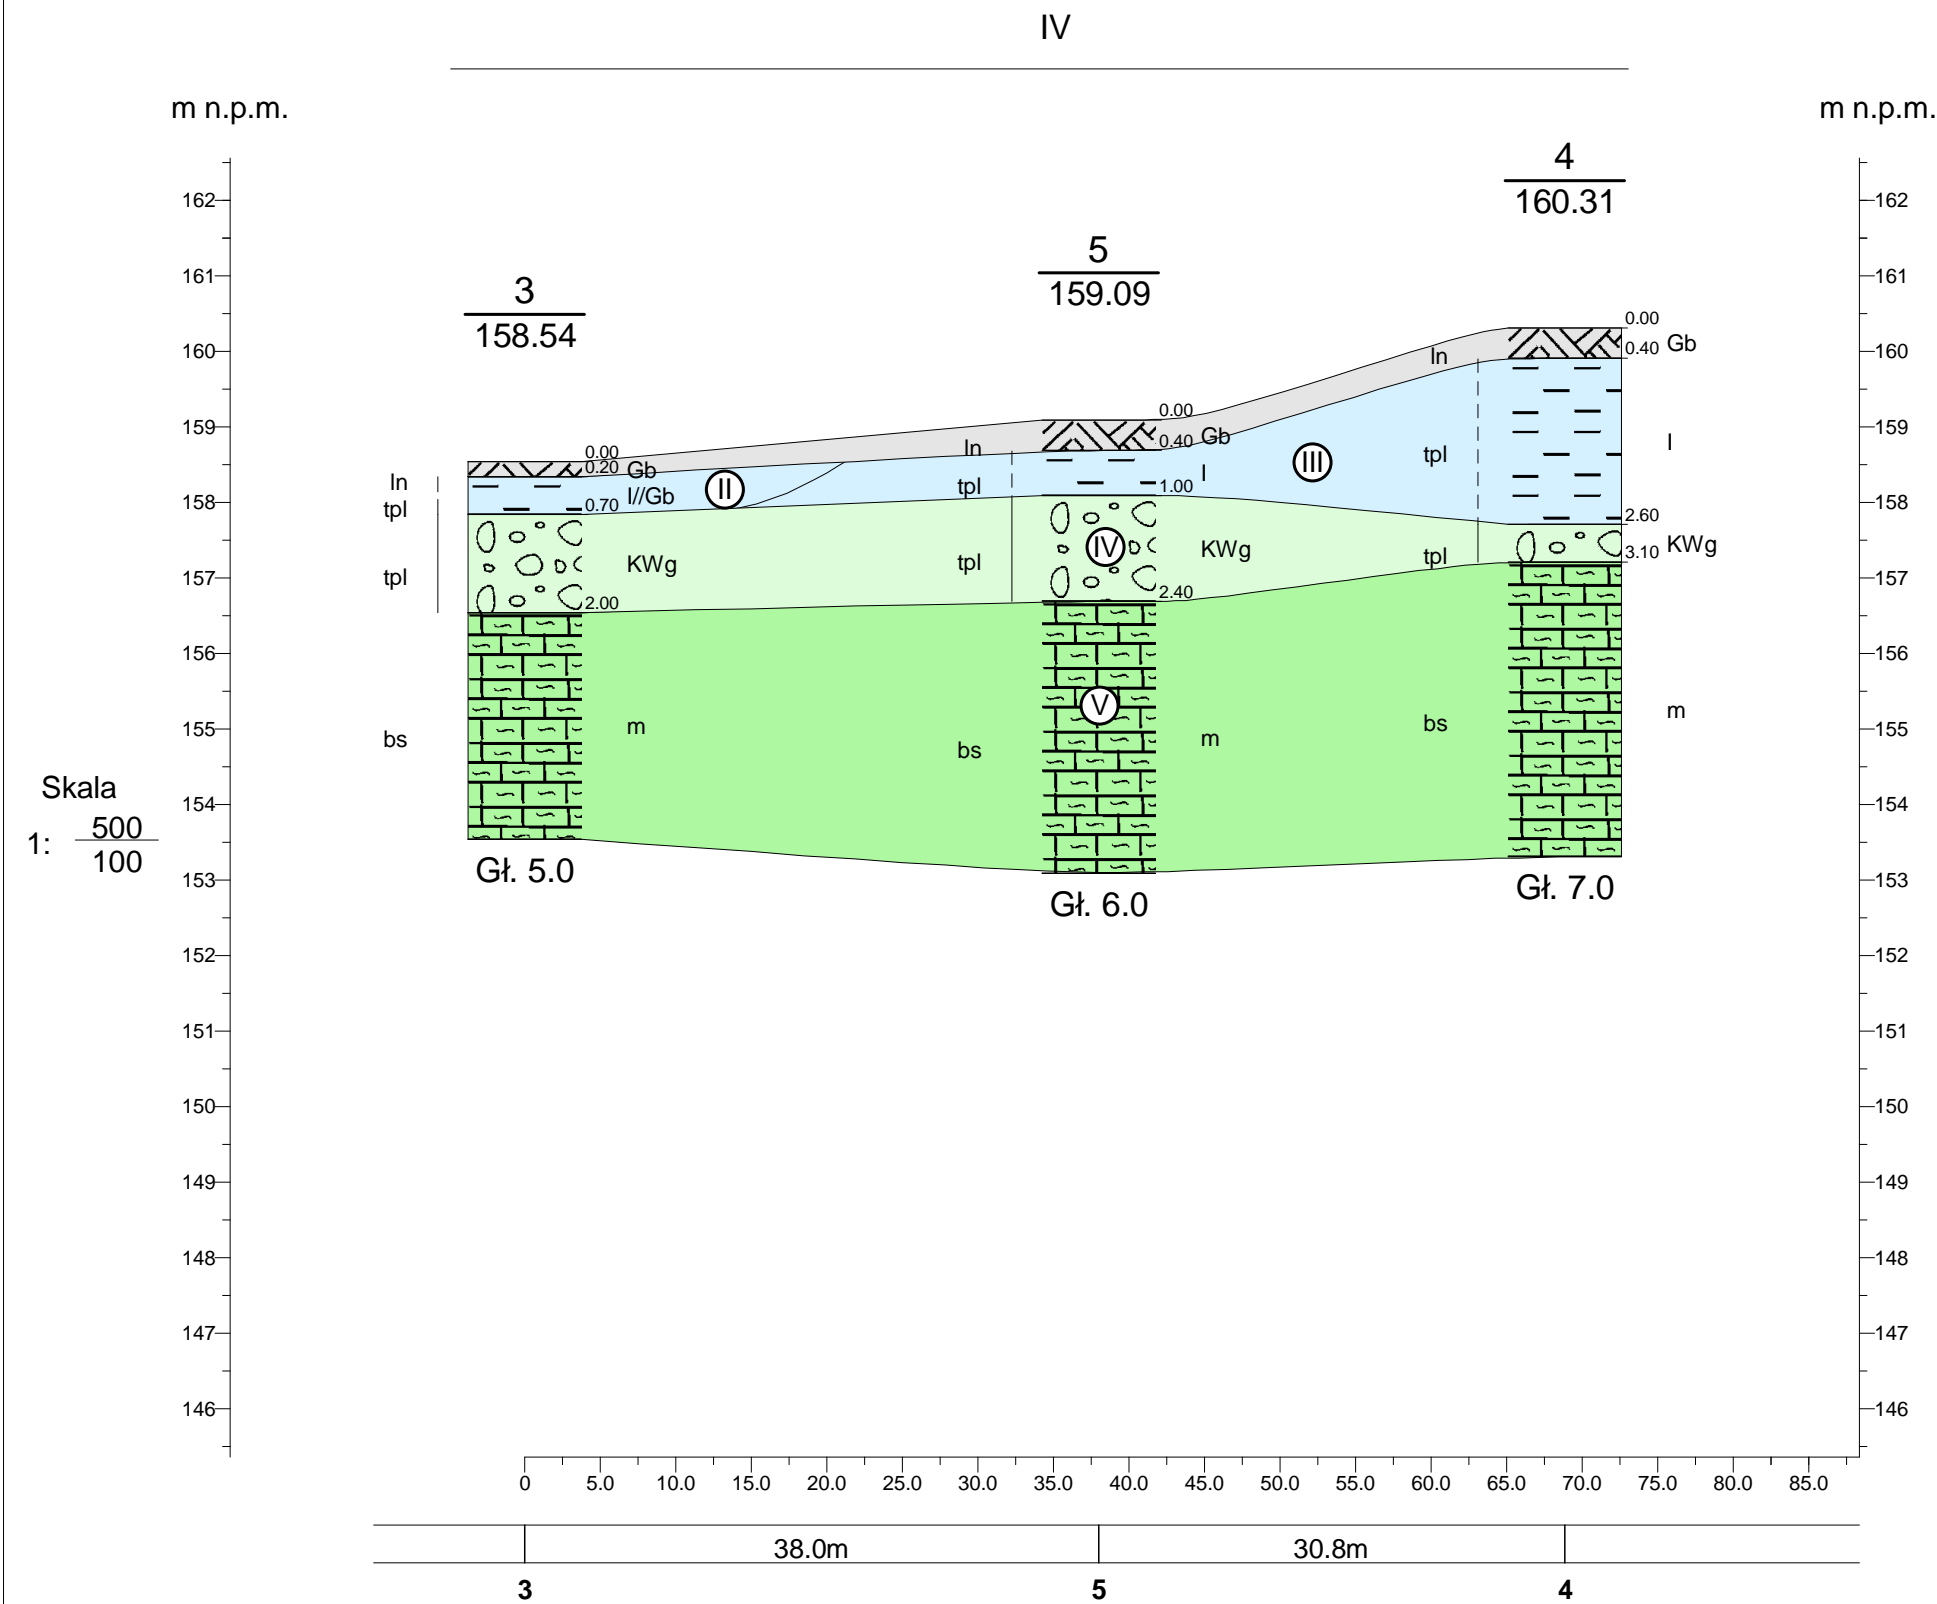 IV
m n.p.m.
m n.p.m.
4
160.31
5
159.09
3
158.54
162
161
160
159
158
157
156
155
154
153
152
151
150
149
148
147
146
162
161
160
159
158
157
156
155
154
153
152
151
150
149
148
147
146
ln
tpl
tpl
bs
0.00
0.20
Gb
I//Gb
0.70
KWg
2.00
m
Gł. 5.0
II
ln
tpl
tpl
bs
0.00
0.40
Gb
I
1.00
KWg
2.40
m
IV
V
Gł. 6.0
III
ln
tpl
tpl
bs
0.00
0.40
Gb
I
2.60
KWg
3.10
m
Gł. 7.0
Skala
1: 500
100
0 5.0 10.0 15.0 20.0 25.0 30.0 35.0 40.0 45.0 50.0 55.0 60.0 65.0 70.0 75.0 80.0 85.0
38.0m 30.8m
3 5 4